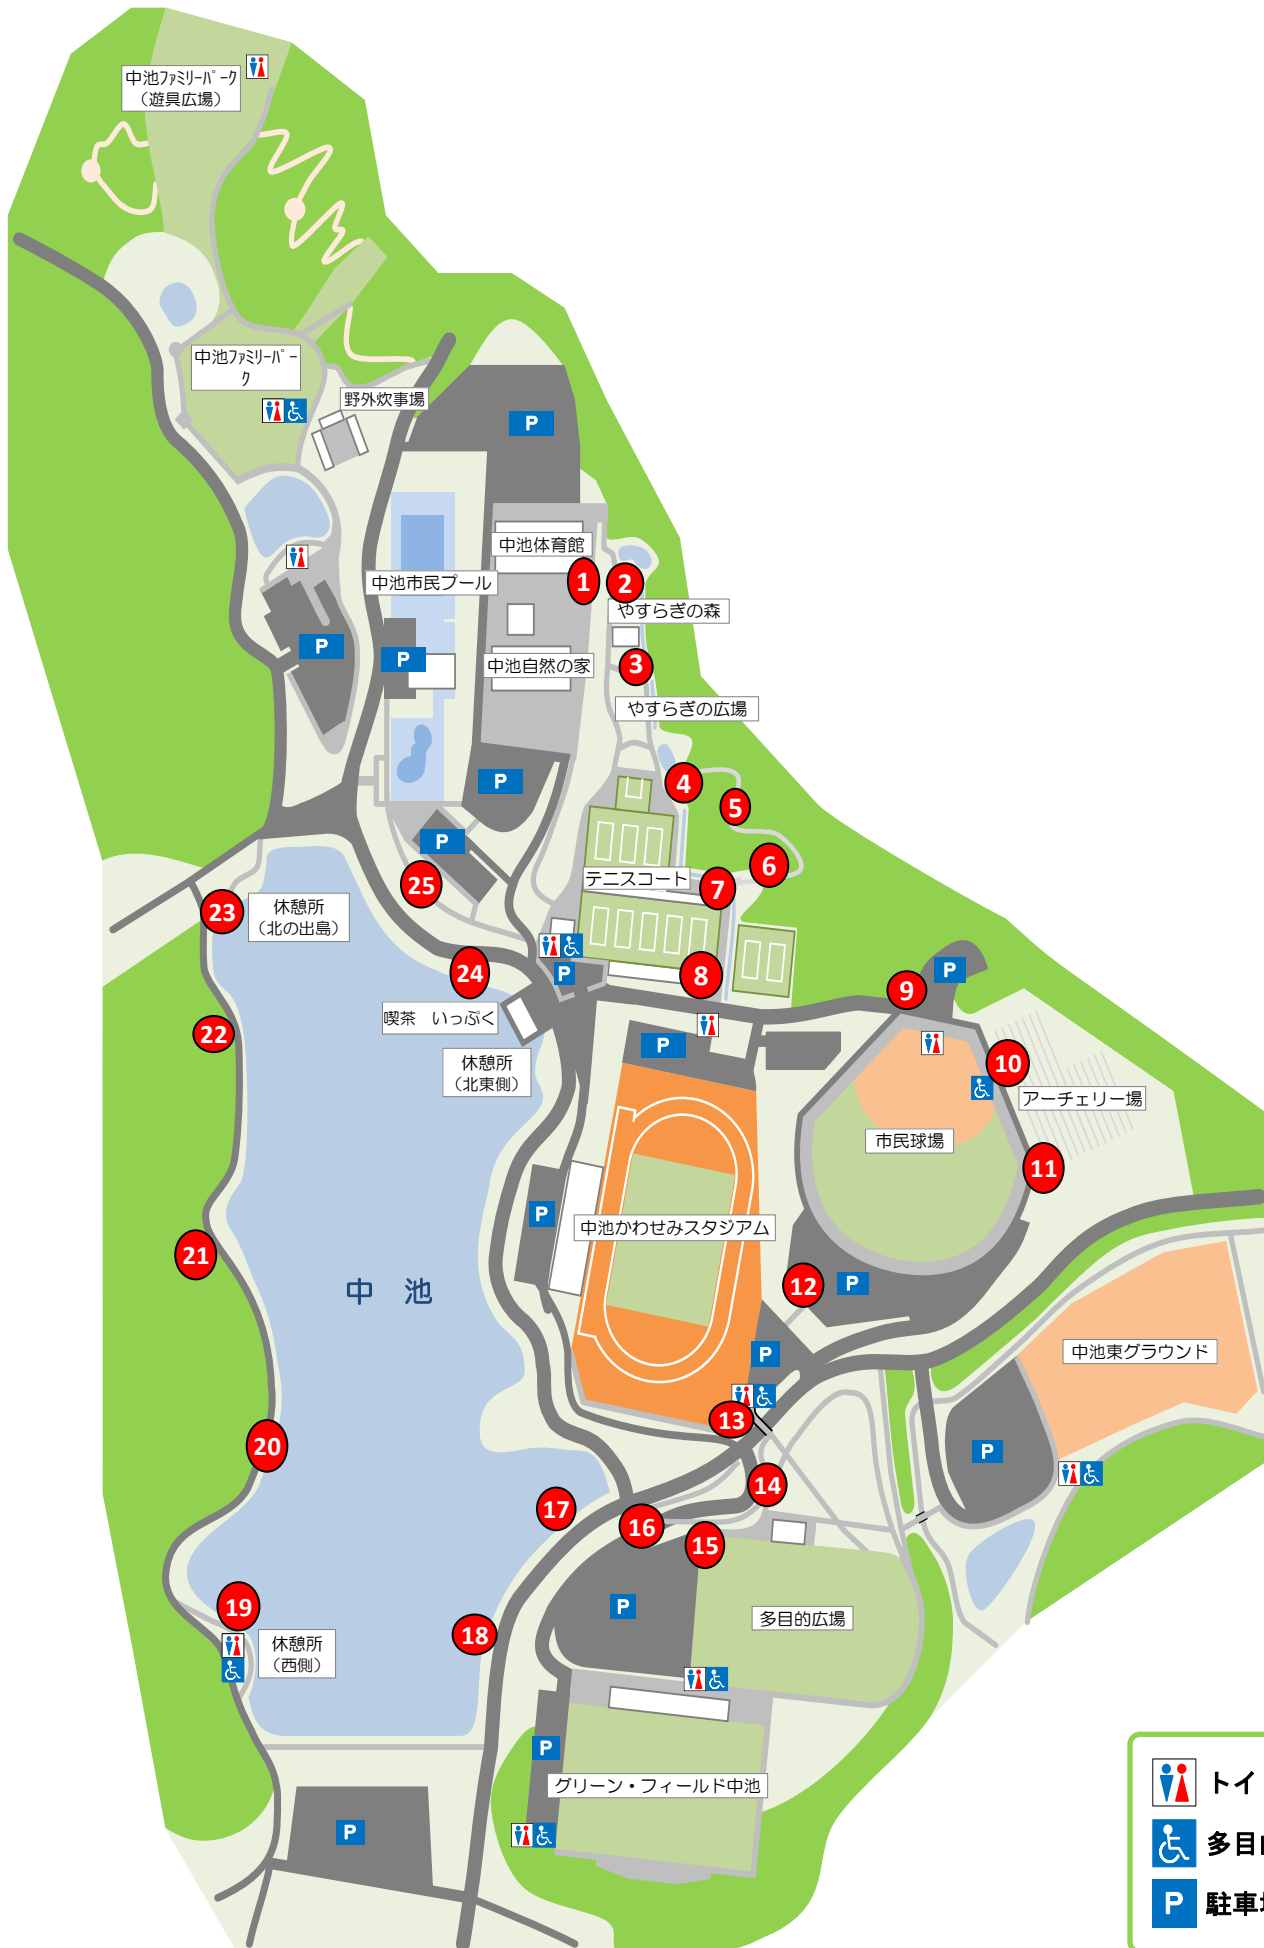 中池ファミリーパーク
（遊具広場）
中池ファミリーパー
ク
野外炊事場
P
中池体育館
中池市民プール
1
2
やすらぎの森
P
P
中池自然の家
3
やすらぎの広場
P
4
5
P
6
テニスコート
7
25
23
休憩所
（北の出島）
24
P
8
9
P
喫茶　いっぷく
22
P
休憩所
（北東側）
10
アーチェリー場
市民球場
11
P
中池かわせみスタジアム
21
中　池
12
P
P
中池東グラウンド
13
20
P
14
17
16
15
19
P
多目的広場
18
休憩所
（西側）
P
グリーン・フィールド中池
P
トイ
多目
P 駐車